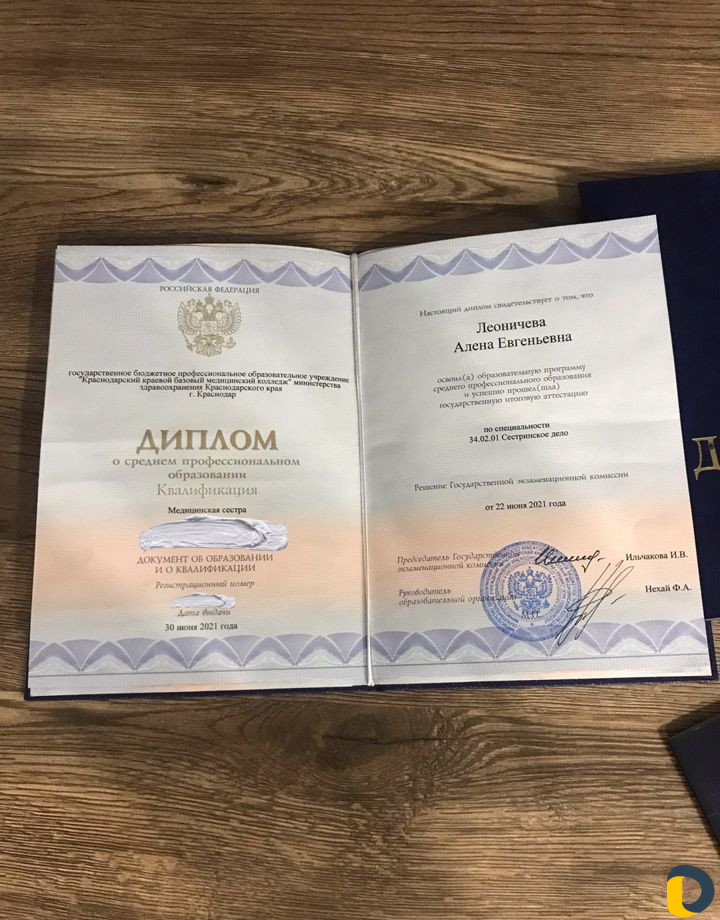 РОССИЙСКАЯ ФЕДЕРАЦИЯ
государственное бюджетное профессиональное образовательное учреждение
"Краснодарский краевой базовый медицинский колледж" министерства
здравоохранения Краснодарского края
г. Краснодар
ДИПЛОМ
о среднем профессиональном
образовании
Квалификация
Медицинская сестра
ДОКУМЕНТ ОБ ОБРАЗОВАНИИ
И О КВАЛИФИКАЦИИ
Регистрационный номер
Дата выдачи
30 июня 2021 года
Настоящий диплом свидетельствует о том, что
Леоничева
Алена Евгеньевна
освоил(а) образовательную программу
среднего профессионального образования
и успешно прошел(шла)
государственную итоговую аттестацию
по специальности
34.02.01 Сестринское дело
Решение Государственной экзаменационной комиссии
от 22 июня 2021 года
Председатель Государственной
экзаменационной комиссии
Ильчакова И.В.
Руководитель
образовательной организации
Нехай Ф.А.
М.П.
Д